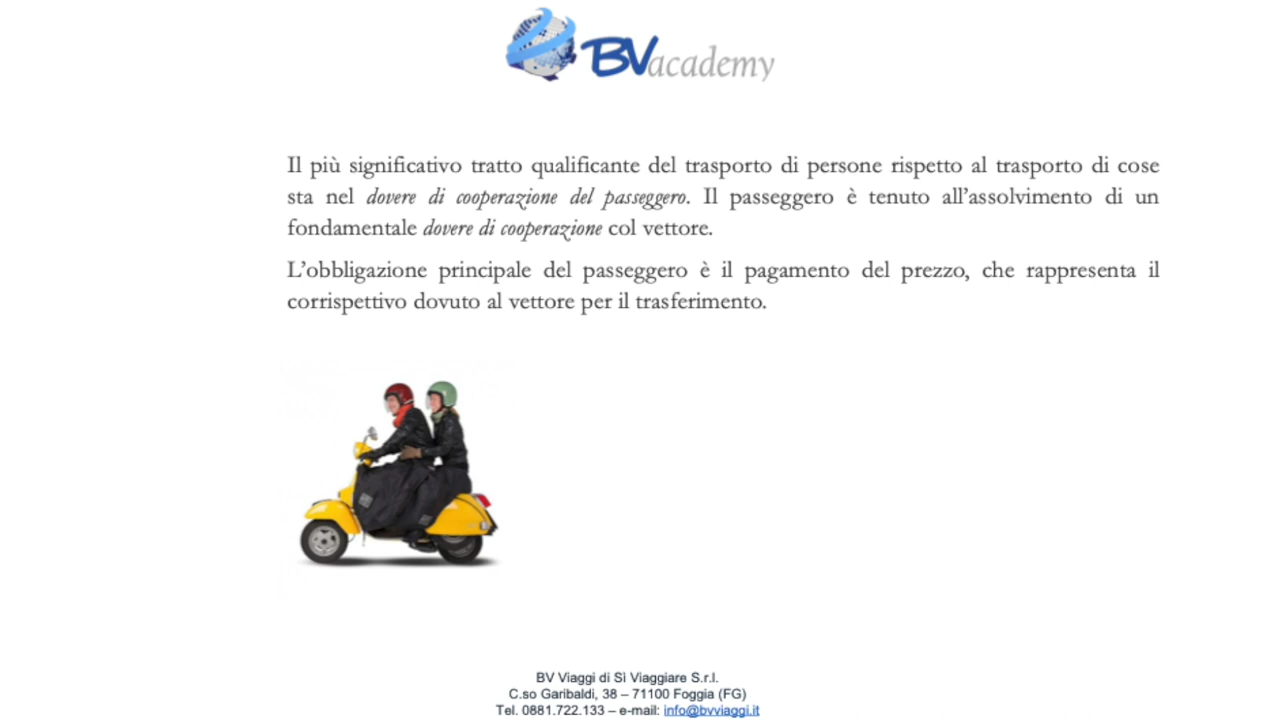 BVacademy
Il più significativo tratto qualificante del trasporto di persone rispetto al trasporto di cose
sta nel dovere di cooperazione del passeggero. Il passeggero è tenuto all’assolvimento di un
fondamentale dovere di cooperazione col vettore.
L’obbligazione principale del passeggero è il pagamento del prezzo, che rappresenta il
corrispettivo dovuto al vettore per il trasferimento.
BV Viaggi di Sì Viaggiare S.r.l.
C.so Garibaldi, 38 – 71100 Foggia (FG)
Tel. 0881.722.133 – e-mail: info@bvviaggi.it